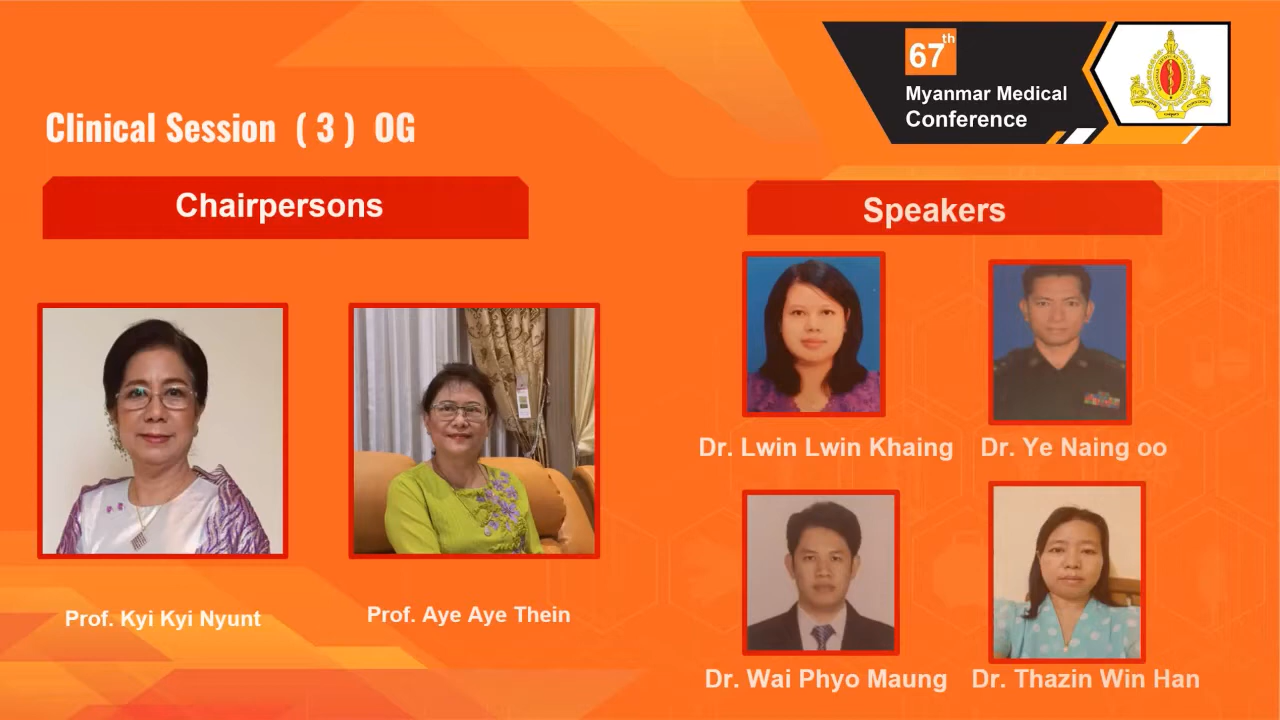 67th
Myanmar Medical
Conference
Clinical Session ( 3 ) OG
Chairpersons
Speakers
Dr. Lwin Lwin Khaing
Dr. Ye Naing oo
Prof. Kyi Kyi Nyunt
Prof. Aye Aye Thein
Dr. Wai Phyo Maung
Dr. Thazin Win Han